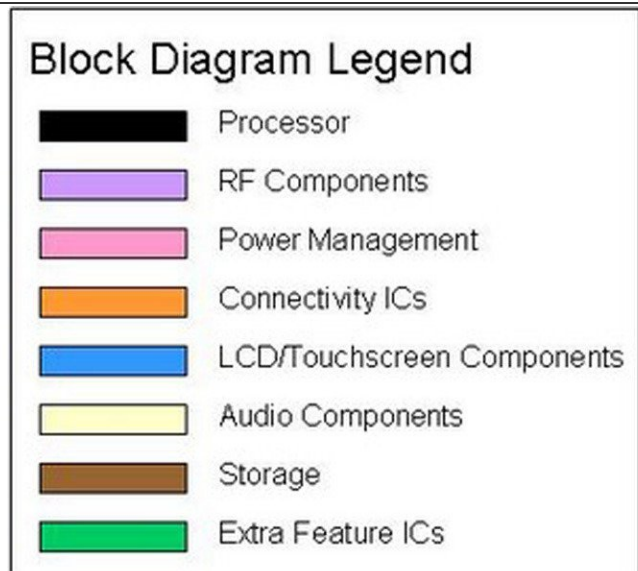 Block Diagram Legend
Processor
RF Components
Power Management
Connectivity ICs
LCD/Touchscreen Components
Audio Components
Storage
Extra Feature ICs